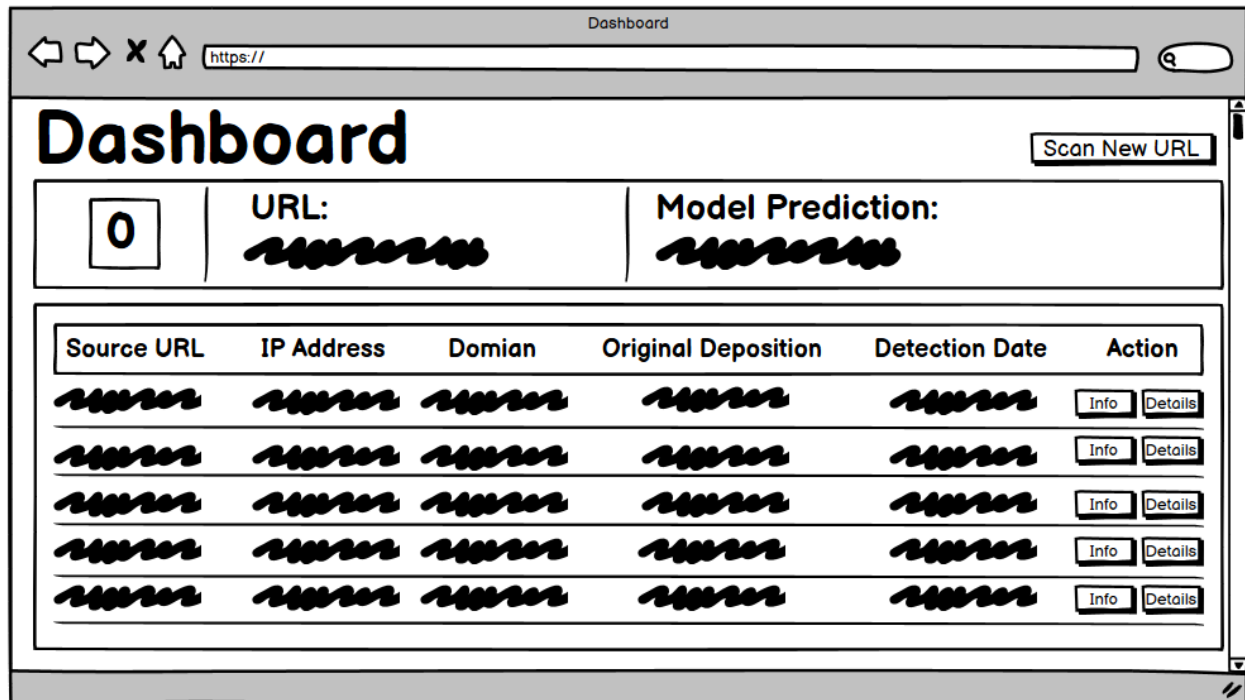 Dashboard
https://
Dashboard
Scan New URL
0
URL:
Model Prediction:
Source URL IP Address Domian Original Deposition Detection Date Action
Info Details
Info Details
Info Details
Info Details
Info Details